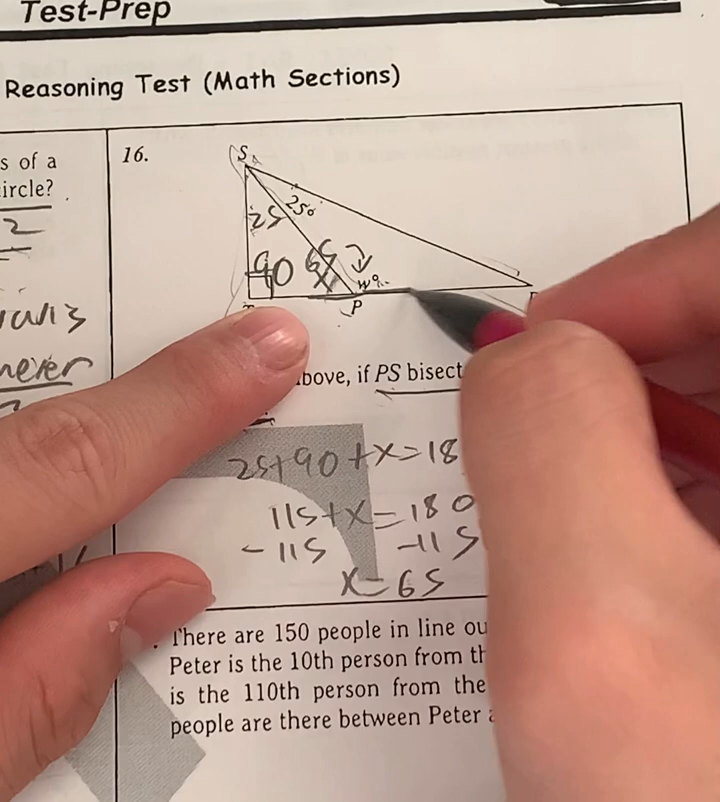 Test-Prep
Reasoning Test (Math Sections)
s of a
ircle?
2
never
16.
S
25°
25
90
65
w°
P
bove, if PS bisect
25+90+x=18
115+x=180
-115 -115
x=65
There are 150 people in line ou
Peter is the 10th person from th
is the 110th person from the
people are there between Peter